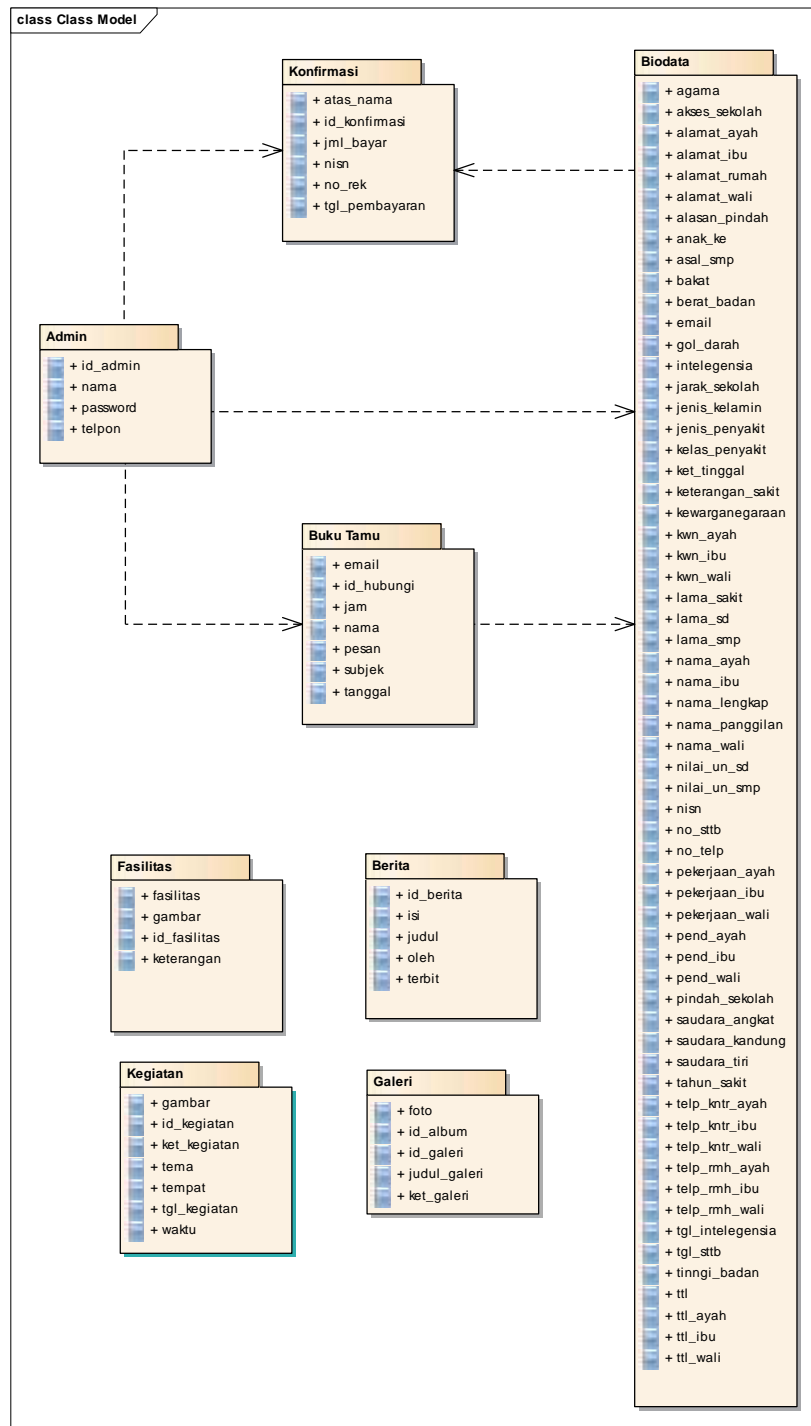 class Class Model
Konfirmasi
+ atas_nama
+ id_konfirmasi
+ jml_bayar
+ nisn
+ no_rek
+ tgl_pembayaran
Biodata
+ agama
+ akses_sekolah
+ alamat_ayah
+ alamat_ibu
+ alamat_rumah
+ alamat_wali
+ alasan_pindah
+ anak_ke
+ asal_smp
+ bakat
+ berat_badan
+ email
+ gol_darah
+ intelegensia
+ jarak_sekolah
+ jenis_kelamin
+ jenis_penyakit
+ kelas_penyakit
+ ket_tinggal
+ keterangan_sakit
+ kewarganegaraan
+ kwn_ayah
+ kwn_ibu
+ kwn_wali
+ lama_sakit
+ lama_sd
+ lama_smp
+ nama_ayah
+ nama_ibu
+ nama_lengkap
+ nama_panggilan
+ nama_wali
+ nilai_un_sd
+ nilai_un_smp
+ nisn
+ no_sttb
+ no_telp
+ pekerjaan_ayah
+ pekerjaan_ibu
+ pekerjaan_wali
+ pend_ayah
+ pend_ibu
+ pend_wali
+ pindah_sekolah
+ saudara_angkat
+ saudara_kandung
+ saudara_tiri
+ tahun_sakit
+ telp_kntr_ayah
+ telp_kntr_ibu
+ telp_kntr_wali
+ telp_rmh_ayah
+ telp_rmh_ibu
+ telp_rmh_wali
+ tgl_intelegensia
+ tgl_sttb
+ tinngi_badan
+ ttl
+ ttl_ayah
+ ttl_ibu
+ ttl_wali
Admin
+ id_admin
+ nama
+ password
+ telpon
Buku Tamu
+ email
+ id_hubungi
+ jam
+ nama
+ pesan
+ subjek
+ tanggal
Fasilitas
+ fasilitas
+ gambar
+ id_fasilitas
+ keterangan
Berita
+ id_berita
+ isi
+ judul
+ oleh
+ terbit
Kegiatan
+ gambar
+ id_kegiatan
+ ket_kegiatan
+ tema
+ tempat
+ tgl_kegiatan
+ waktu
Galeri
+ foto
+ id_album
+ id_galeri
+ judul_galeri
+ ket_galeri